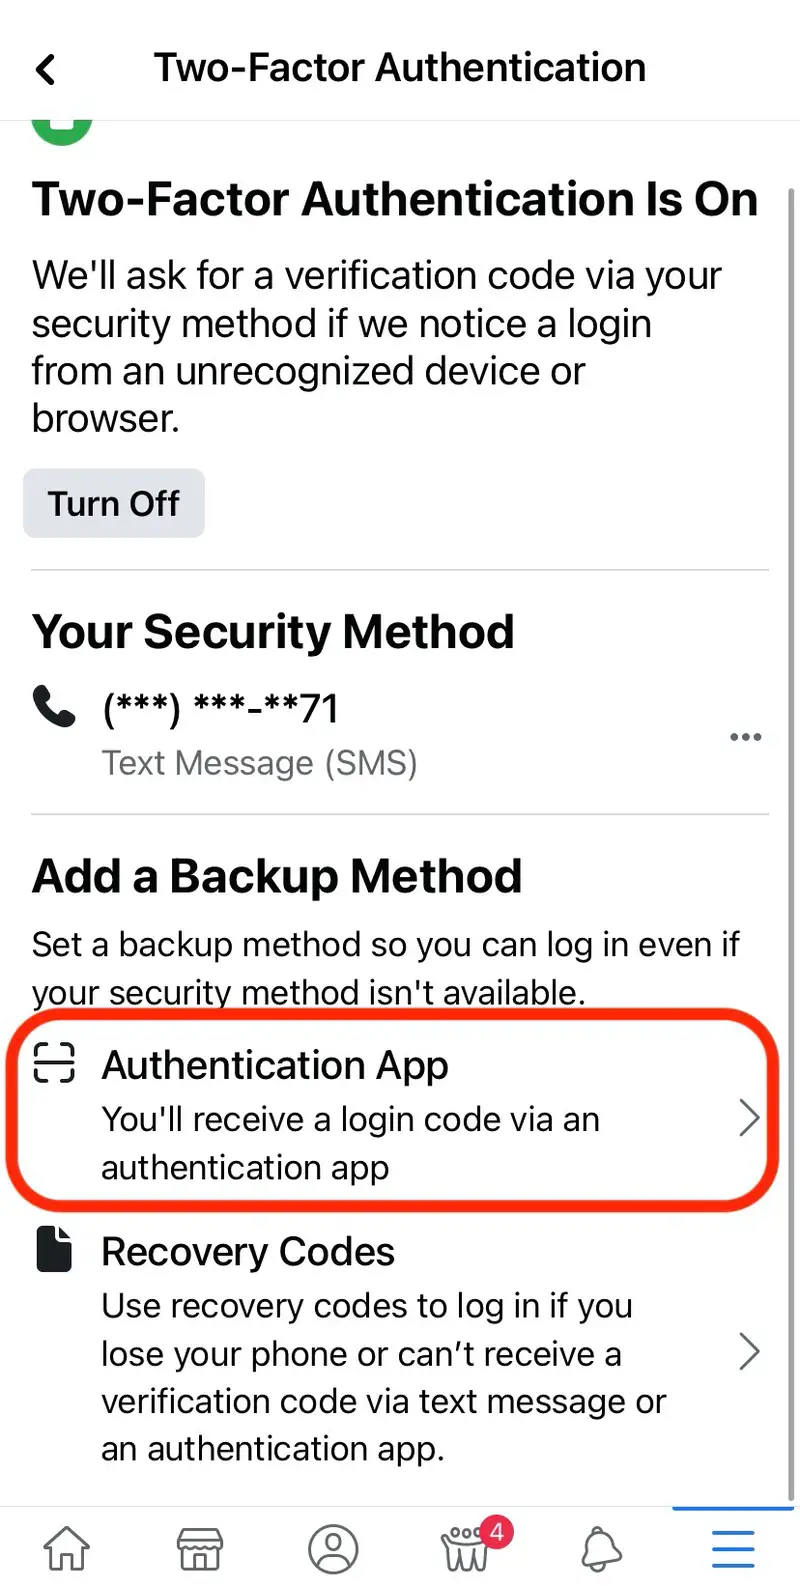 Two-Factor Authentication
Two-Factor Authentication Is On
We'll ask for a verification code via your
security method if we notice a login
from an unrecognized device or
browser.
Turn Off
Your Security Method
(***) ***-**71
Text Message (SMS)
Add a Backup Method
Set a backup method so you can log in even if
your security method isn't available.
Authentication App
You'll receive a login code via an
authentication app
Recovery Codes
Use recovery codes to log in if you
lose your phone or can’t receive a
verification code via text message or
an authentication app.
4